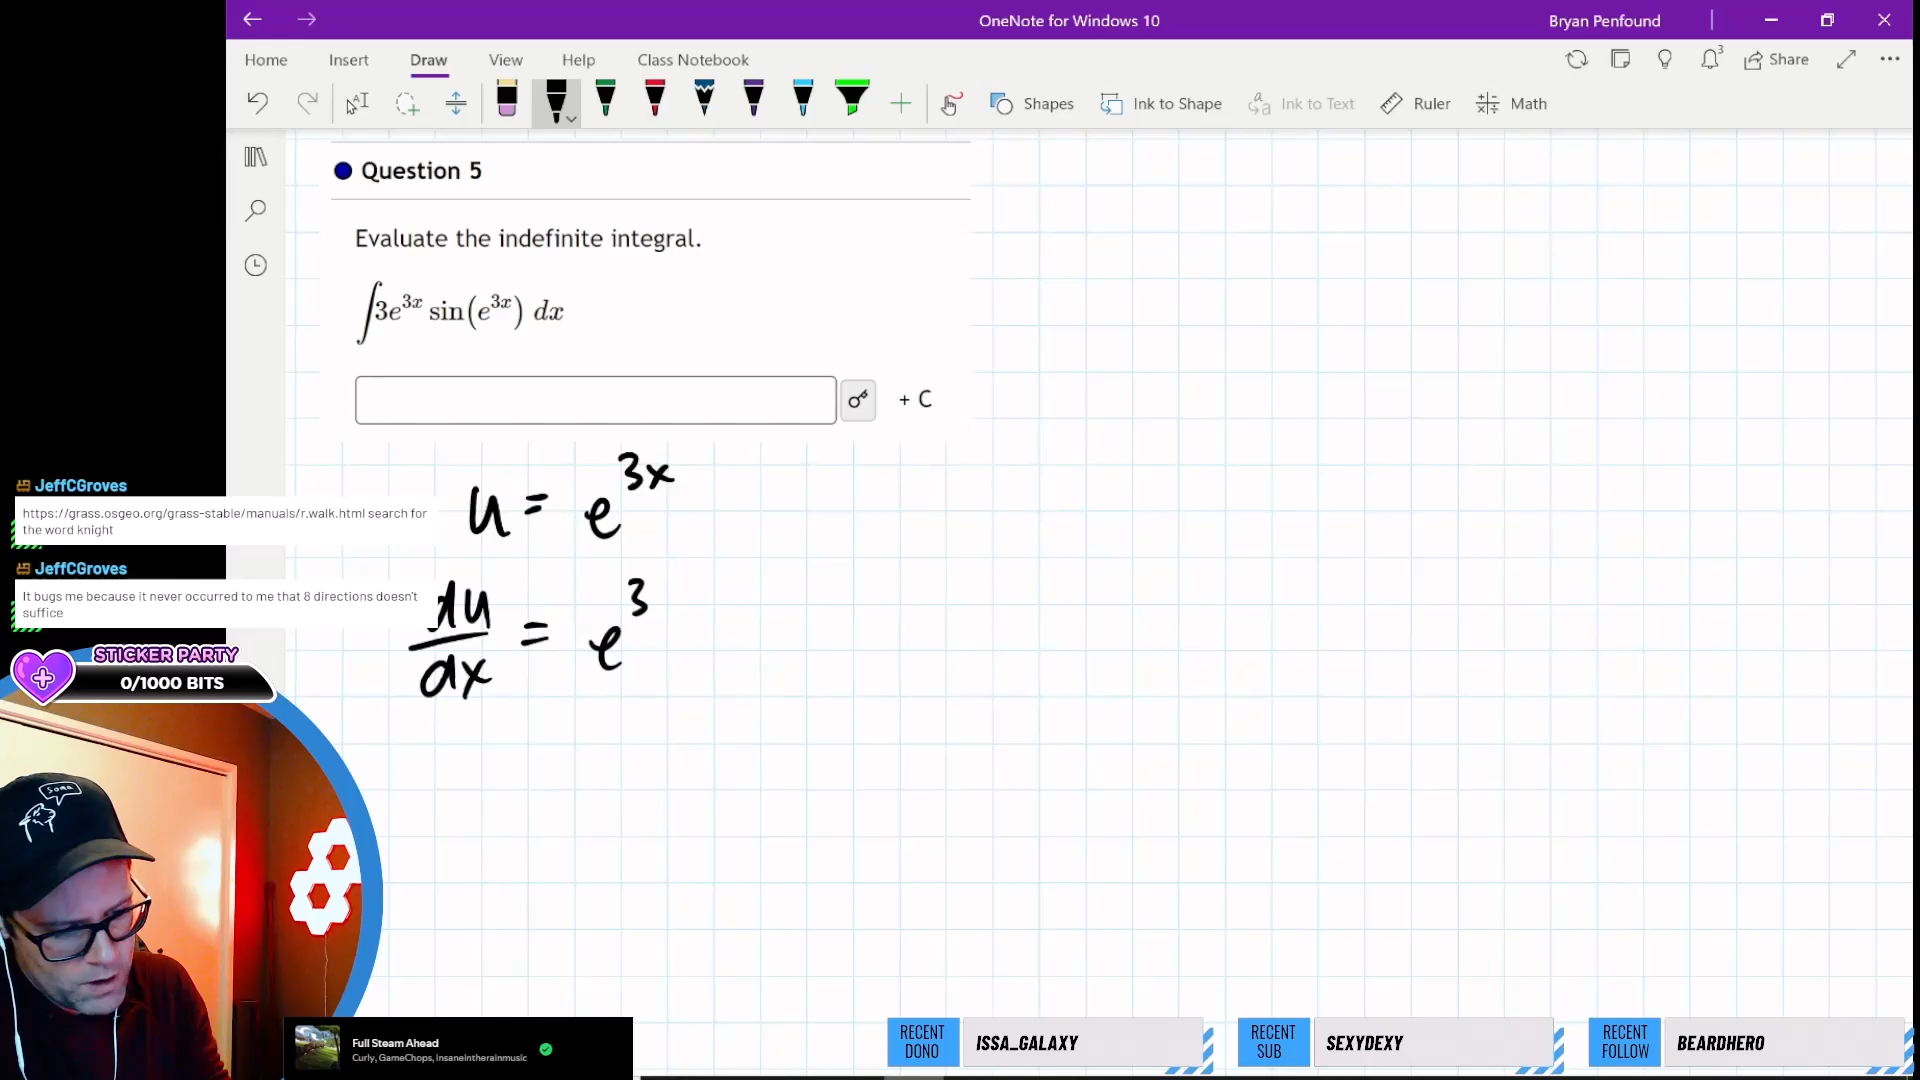 OneNote for Windows 10
Bryan Penfound
Home Insert Draw View Help Class Notebook
3 Share
Shapes Ink to Shape Ink to Text Ruler Math
Question 5
Evaluate the indefinite integral.
∫3e^{3x} sin(e^{3x}) dx
+ C
u = e^{3x}
du/dx = e^3
JeffCGroves
https://grass.osgeo.org/grass-stable/manuals/r.walk.html search for
the word knight
JeffCGroves
It bugs me because it never occurred to me that 8 directions doesn't
suffice
STICKER PARTY
0/1000 BITS
Full Steam Ahead
Curly, GameChops, Insaneintherainmusic
RECENT DONO ISSA_GALAXY
RECENT SUB SEXYDEXY
RECENT FOLLOW BEARDHERO